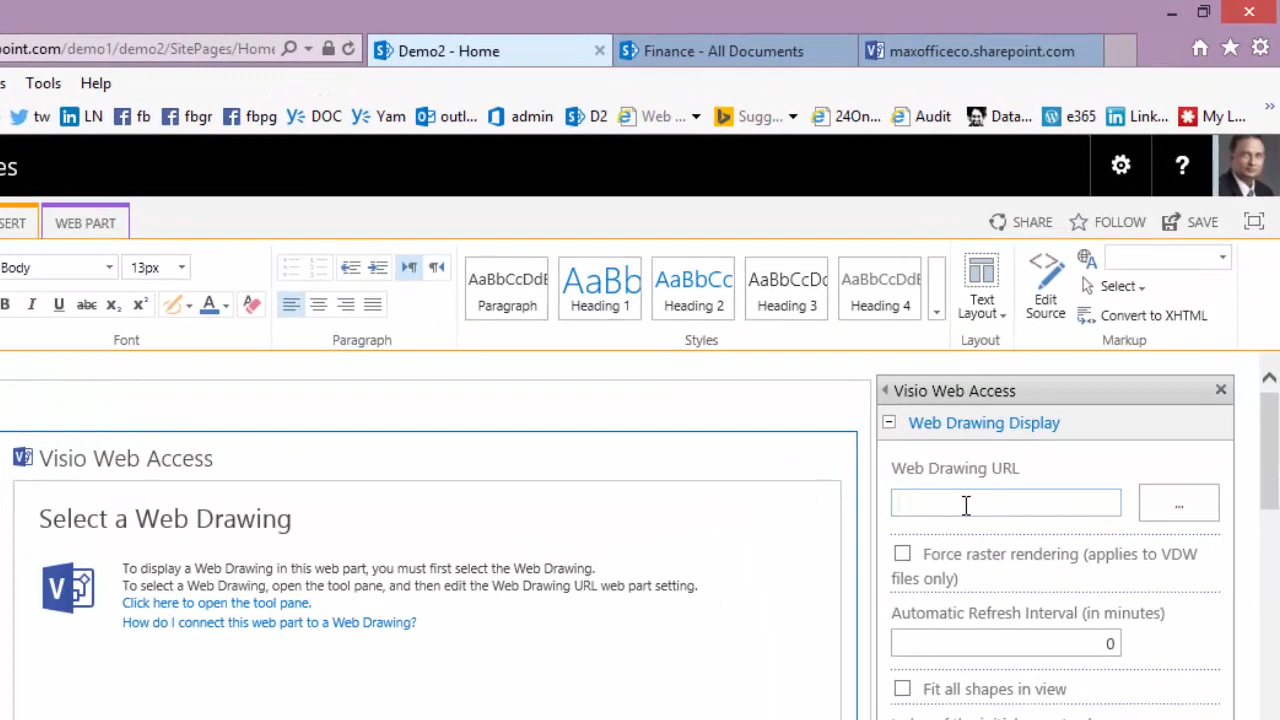 point.com/demo1/demo2/SitePages/Home
Demo2 - Home
Finance - All Documents
maxofficeco.sharepoint.com
s Tools Help
tw LN fb fbgr fbpg DOC Yam outl... admin D2 Web ... Sugg... 24On... Audit Data... e365 Link... My L...
es
?
SERT WEB PART SHARE FOLLOW SAVE
Body 13px
AaBbCcDdE AaBb AaBbCc AaBbCcDd AaBbCcDdE
Paragraph Heading 1 Heading 2 Heading 3 Heading 4
B I U abc x₂ x² A
Text Layout
Edit Source
Select
Convert to XHTML
Font Paragraph Styles Layout Markup
Visio Web Access
Select a Web Drawing
To display a Web Drawing in this web part, you must first select the Web Drawing.
To select a Web Drawing, open the tool pane, and then edit the Web Drawing URL web part setting.
Click here to open the tool pane.
How do I connect this web part to a Web Drawing?
Visio Web Access
Web Drawing Display
Web Drawing URL
...
Force raster rendering (applies to VDW
files only)
Automatic Refresh Interval (in minutes)
0
Fit all shapes in view